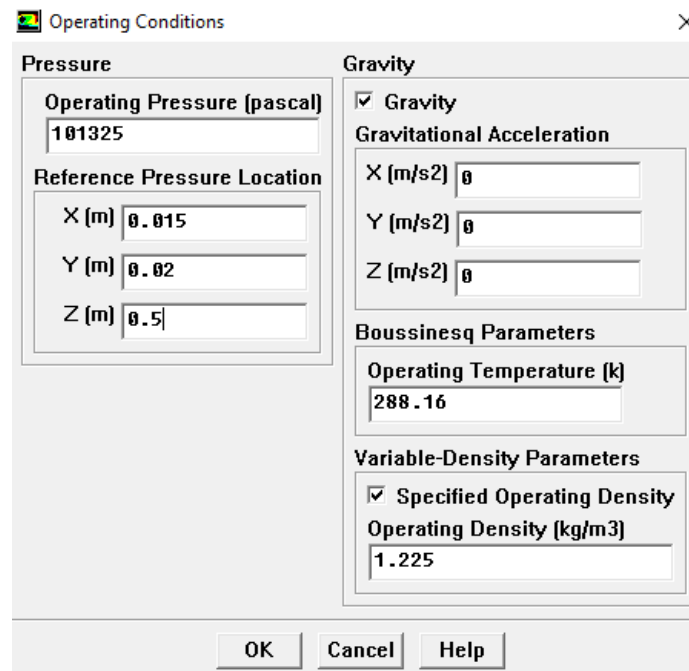 Operating Conditions
Pressure
Operating Pressure (pascal)
101325
Reference Pressure Location
X (m) 0.015
Y (m) 0.02
Z (m) 0.5
Gravity
Gravity
Gravitational Acceleration
X (m/s2) 0
Y (m/s2) 0
Z (m/s2) 0
Boussinesq Parameters
Operating Temperature (k)
288.16
Variable-Density Parameters
Specified Operating Density
Operating Density (kg/m3)
1.225
OK Cancel Help